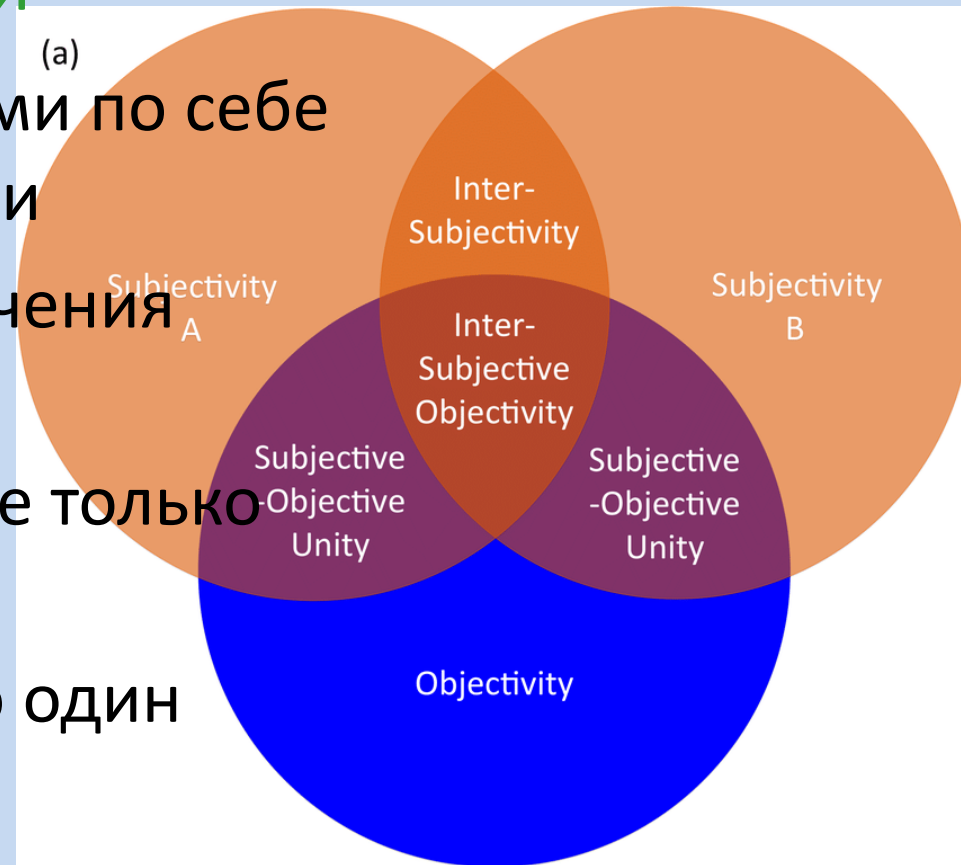 (a)
ми по себе
и
чения
е только
один
Inter-
Subjectivity
Subjectivity
A
Subjectivity
B
Inter-
Subjective
Objectivity
Subjective
-Objective
Unity
Subjective
-Objective
Unity
Objectivity